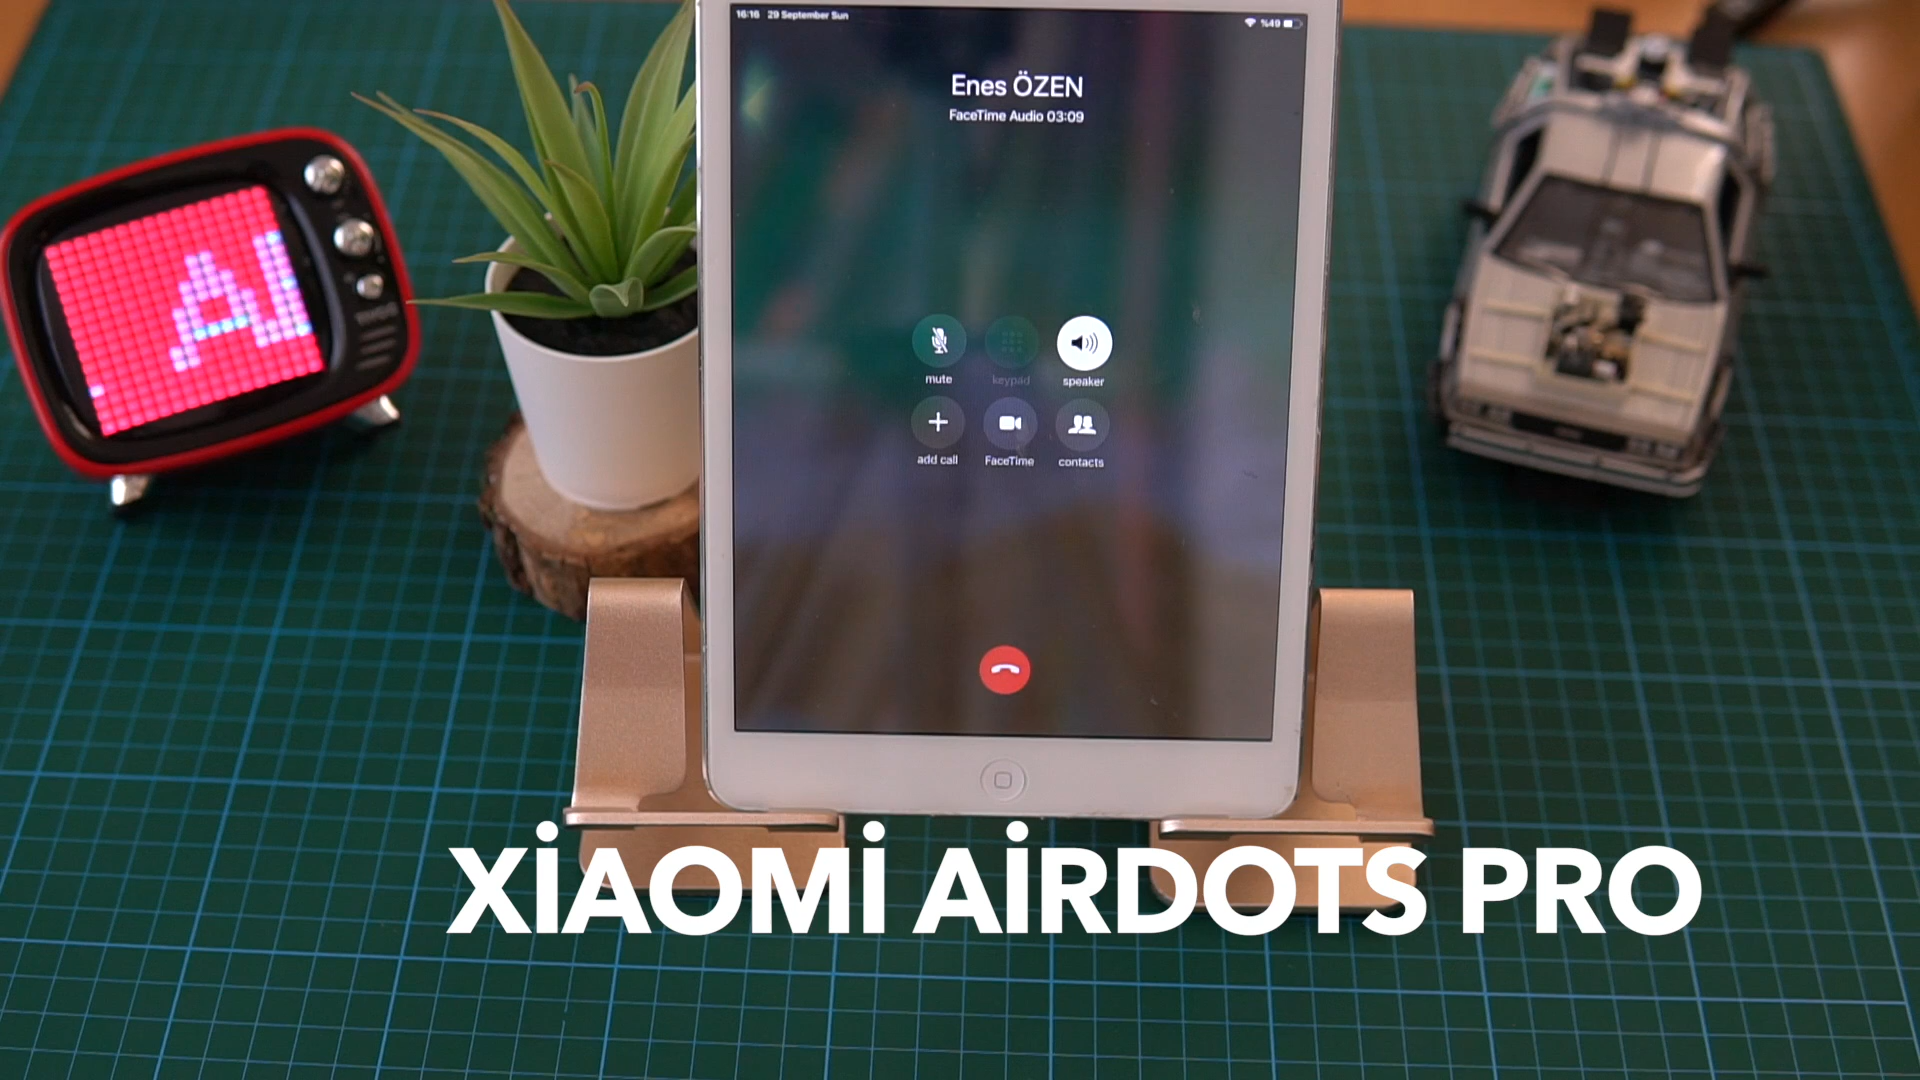 16:16 29 September Sun
%49
Enes ÖZEN
FaceTime Audio 03:09
mute
keypad
speaker
add call
FaceTime
contacts
XİAOMİ AİRDOTS PRO